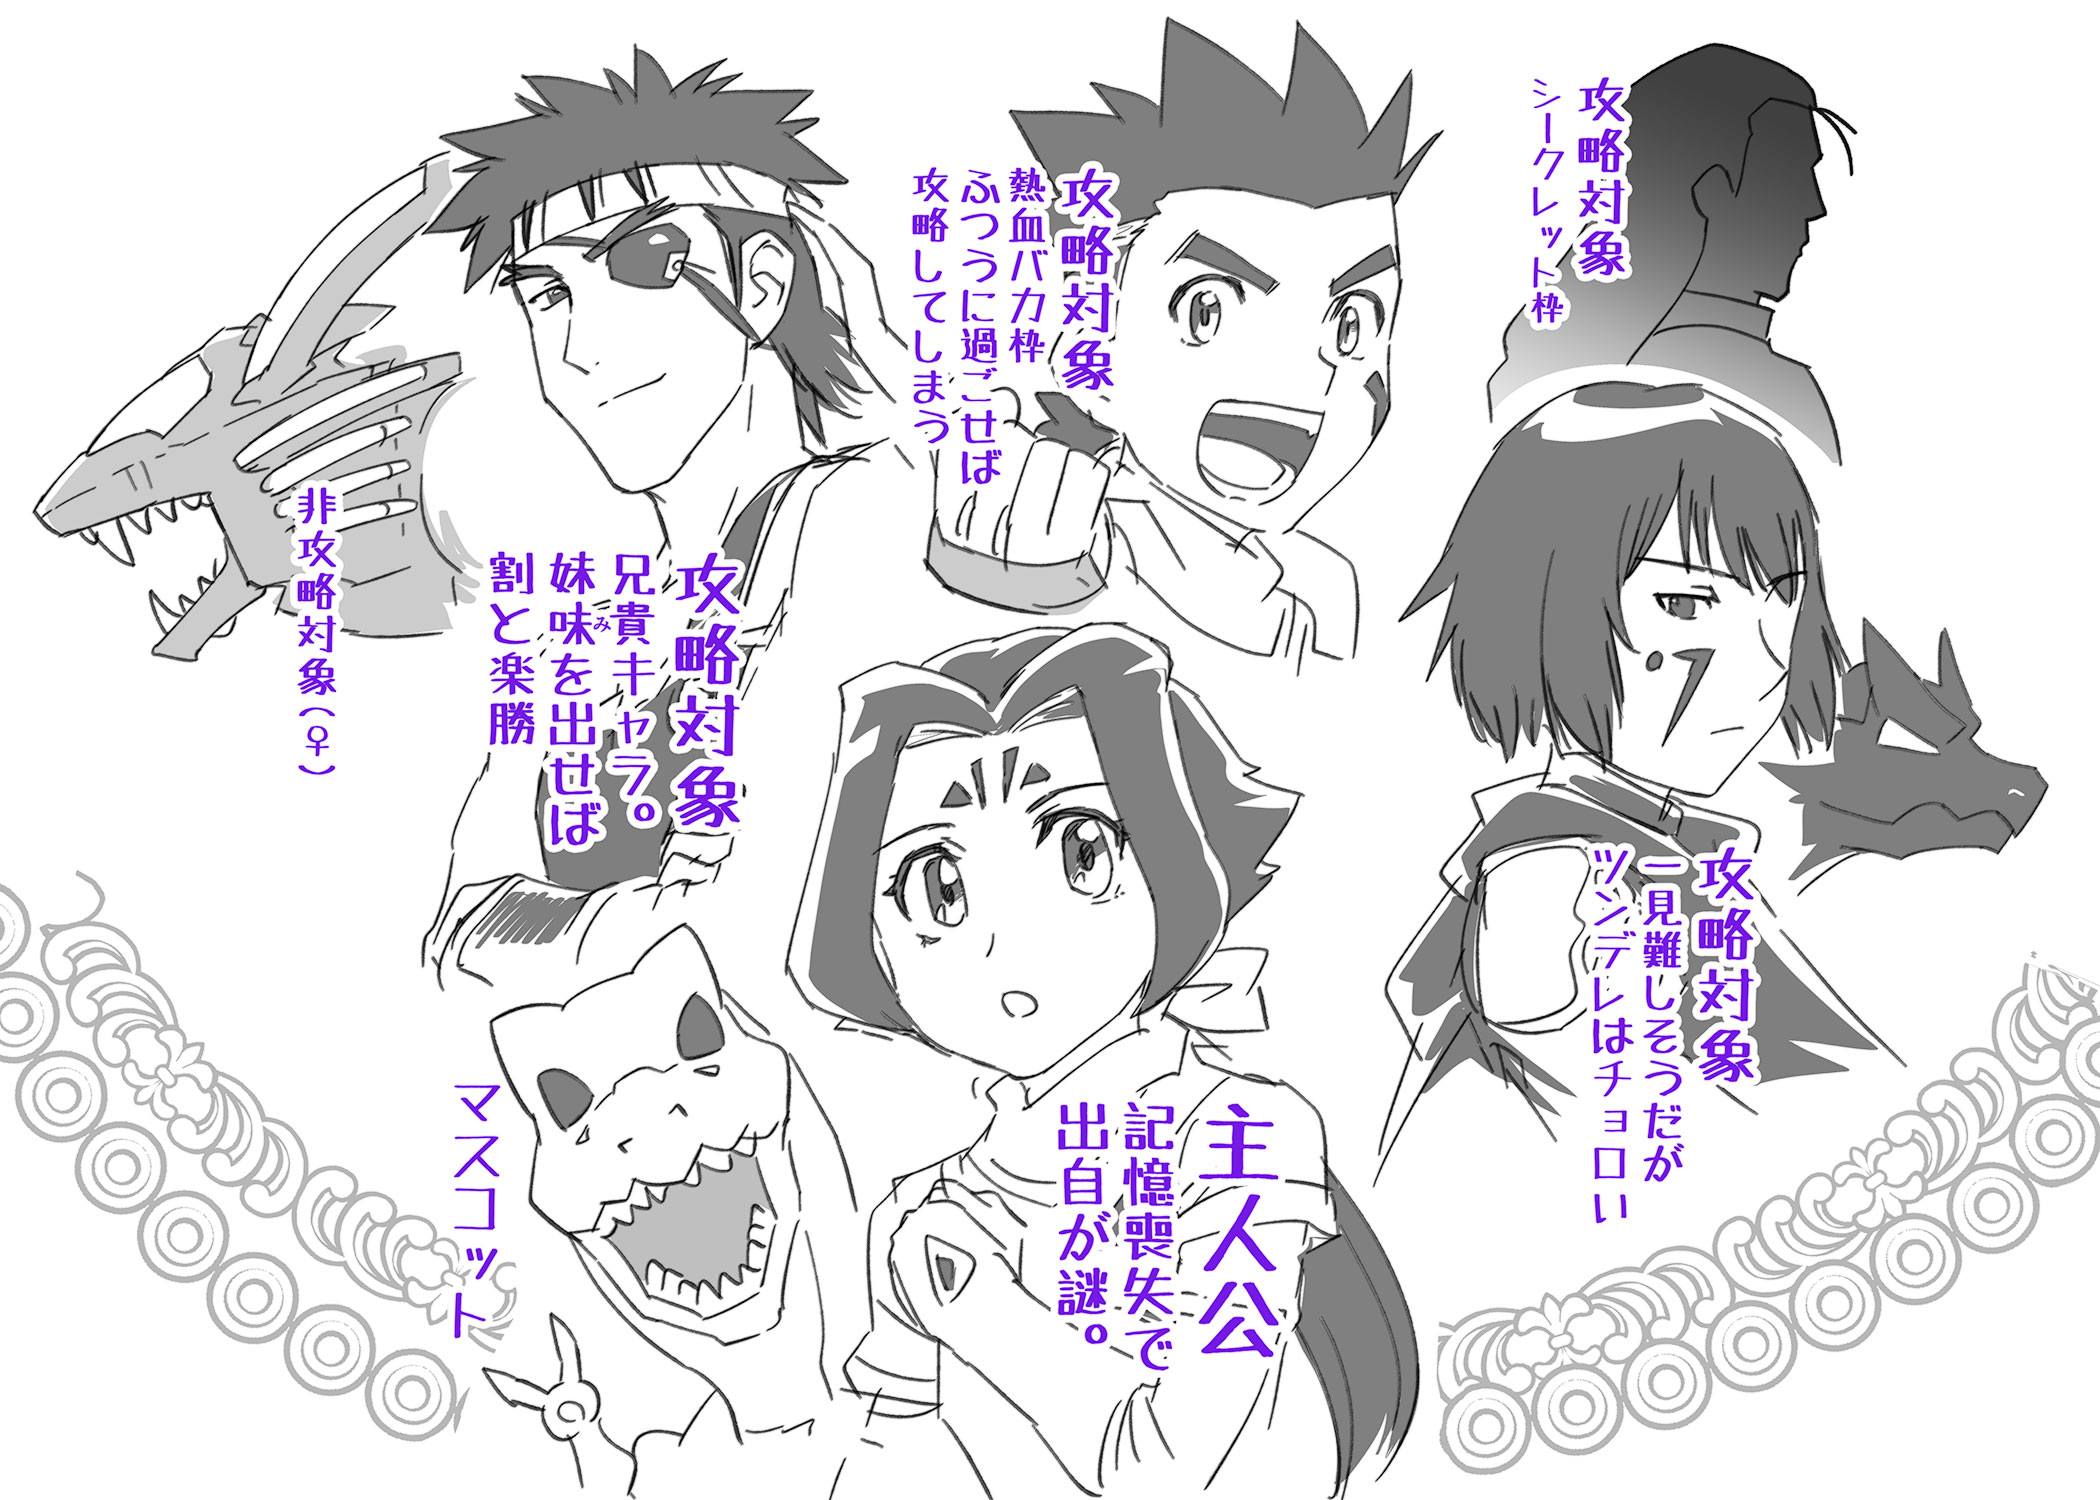 攻略対象
シークレット枠
攻略対象
熱血バカ枠
ふつうに過ごせば
攻略してしまう
非攻略対象(♀)
攻略対象
兄貴キャラ。
妹味を出せば
み
割と楽勝
攻略対象
一見難しそうだが
ツンデレはチョロい
主人公
記憶喪失で
出自が謎。
マスコット